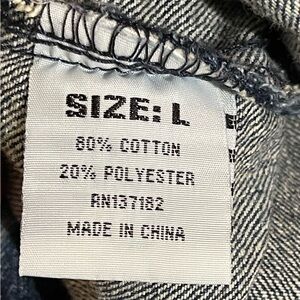 SIZE: L
80% COTTON
20% POLYESTER
RN137182
MADE IN CHINA